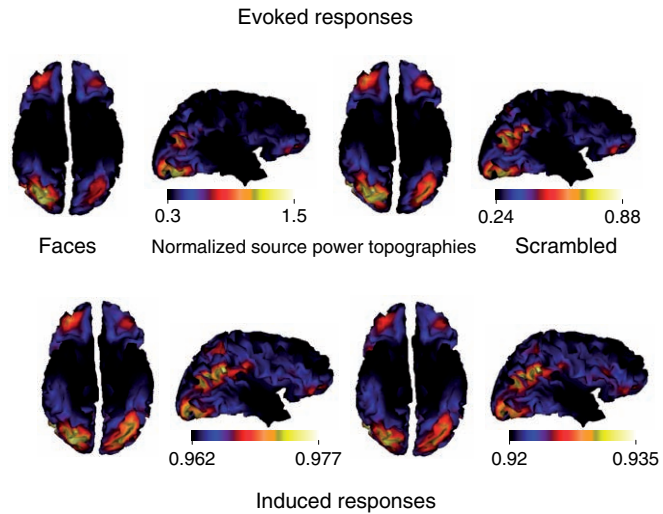 Evoked responses
0.3 1.5 0.24 0.88
Faces Normalized source power topographies Scrambled
0.962 0.977 0.92 0.935
Induced responses